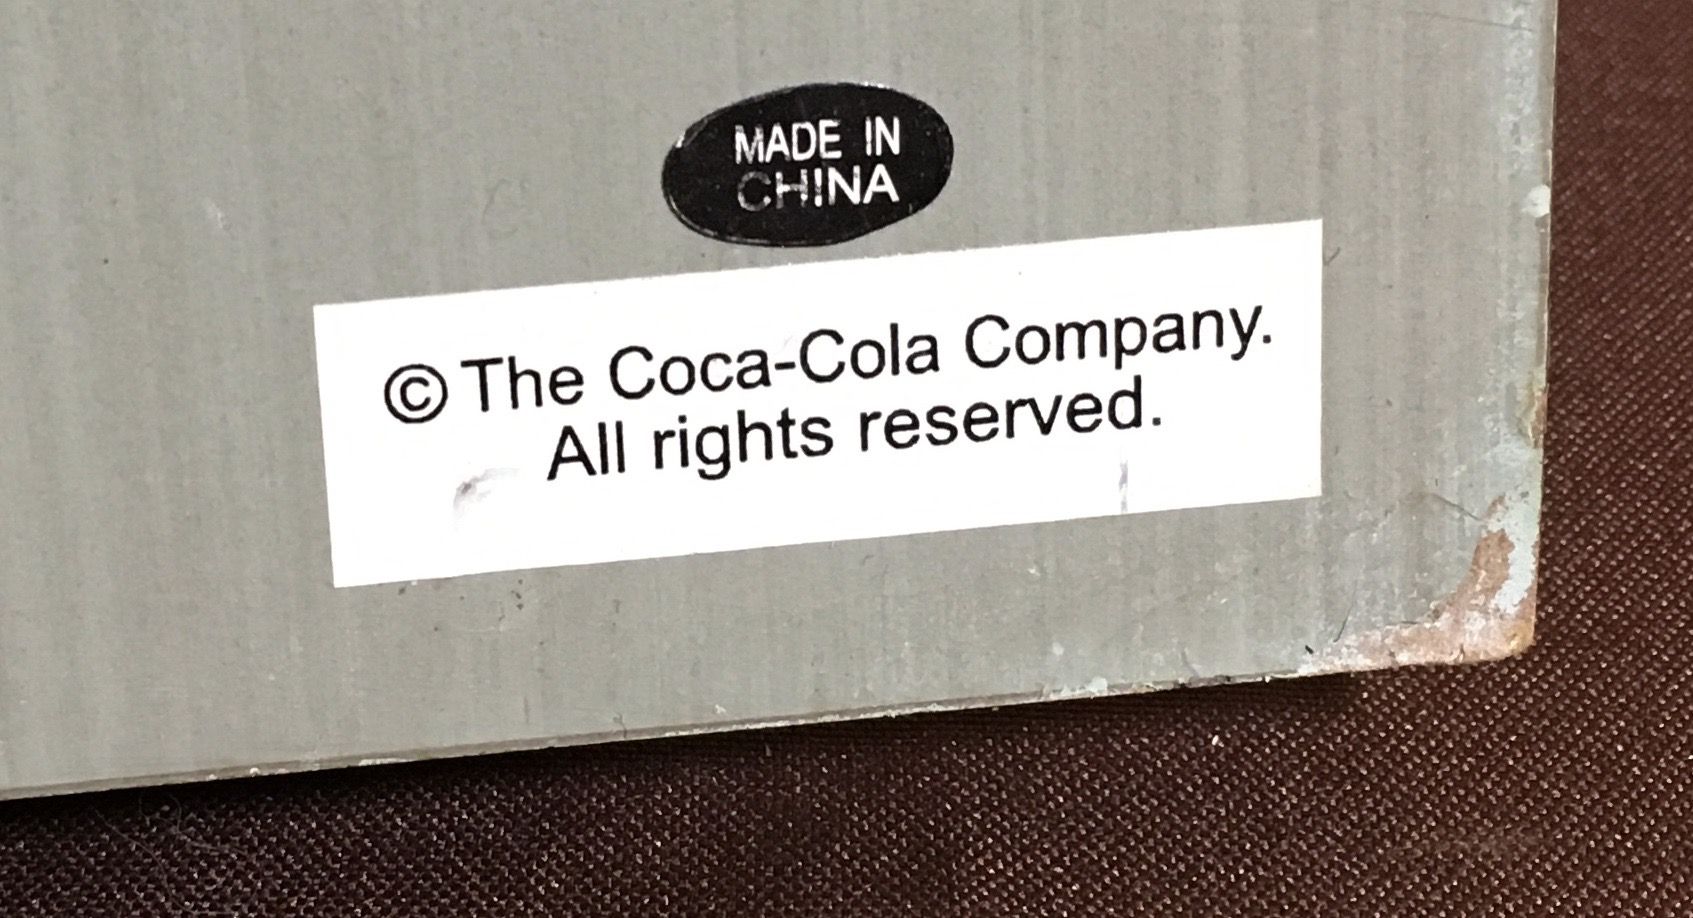 MADE IN
CHINA
© The Coca-Cola Company.
All rights reserved.